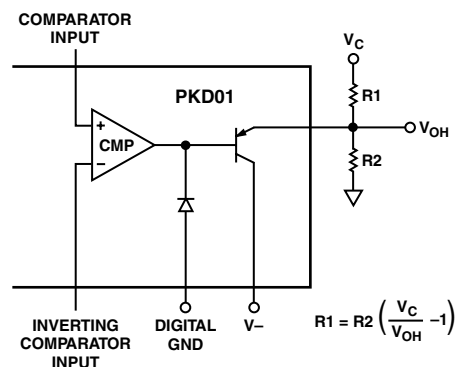 COMPARATOR
INPUT
V_C
R1
PKD01
+
CMP
−
V_OH
R2
INVERTING
COMPARATOR
INPUT
DIGITAL
GND
V−
R1 = R2 (V_C / V_OH −1)